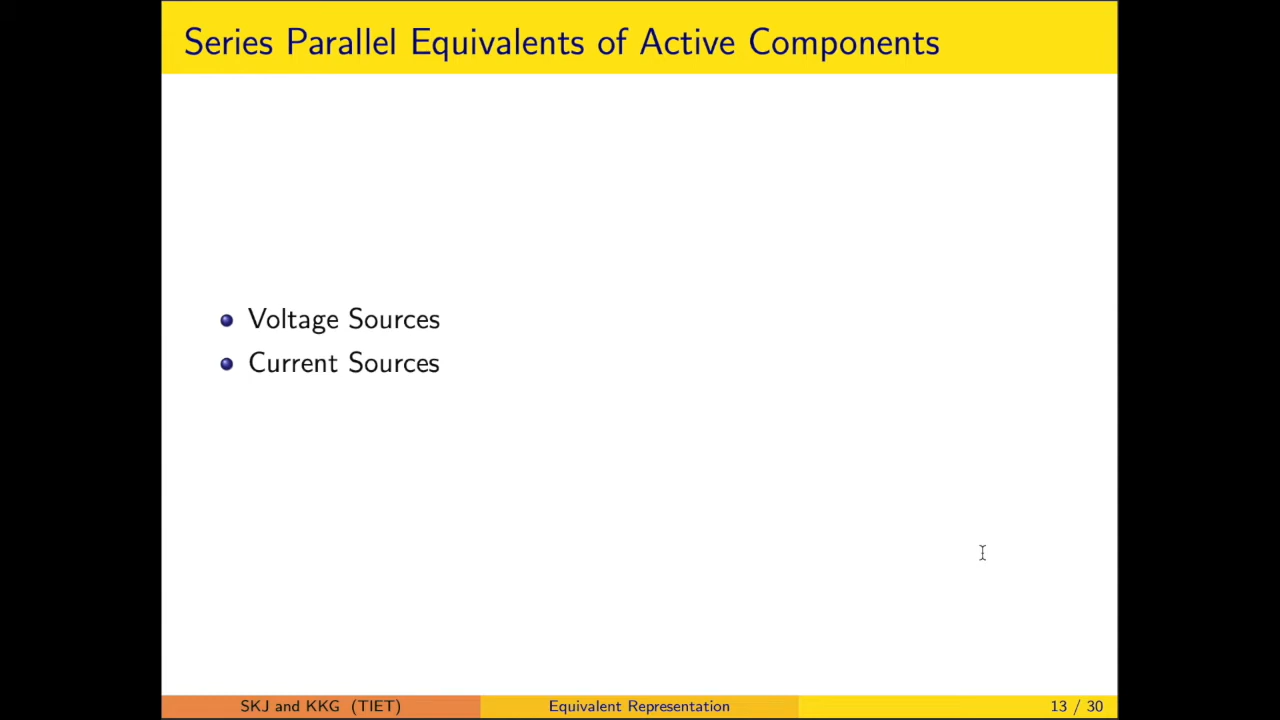 Series Parallel Equivalents of Active Components
Voltage Sources
Current Sources
SKJ and KKG (TIET)
Equivalent Representation
13 / 30